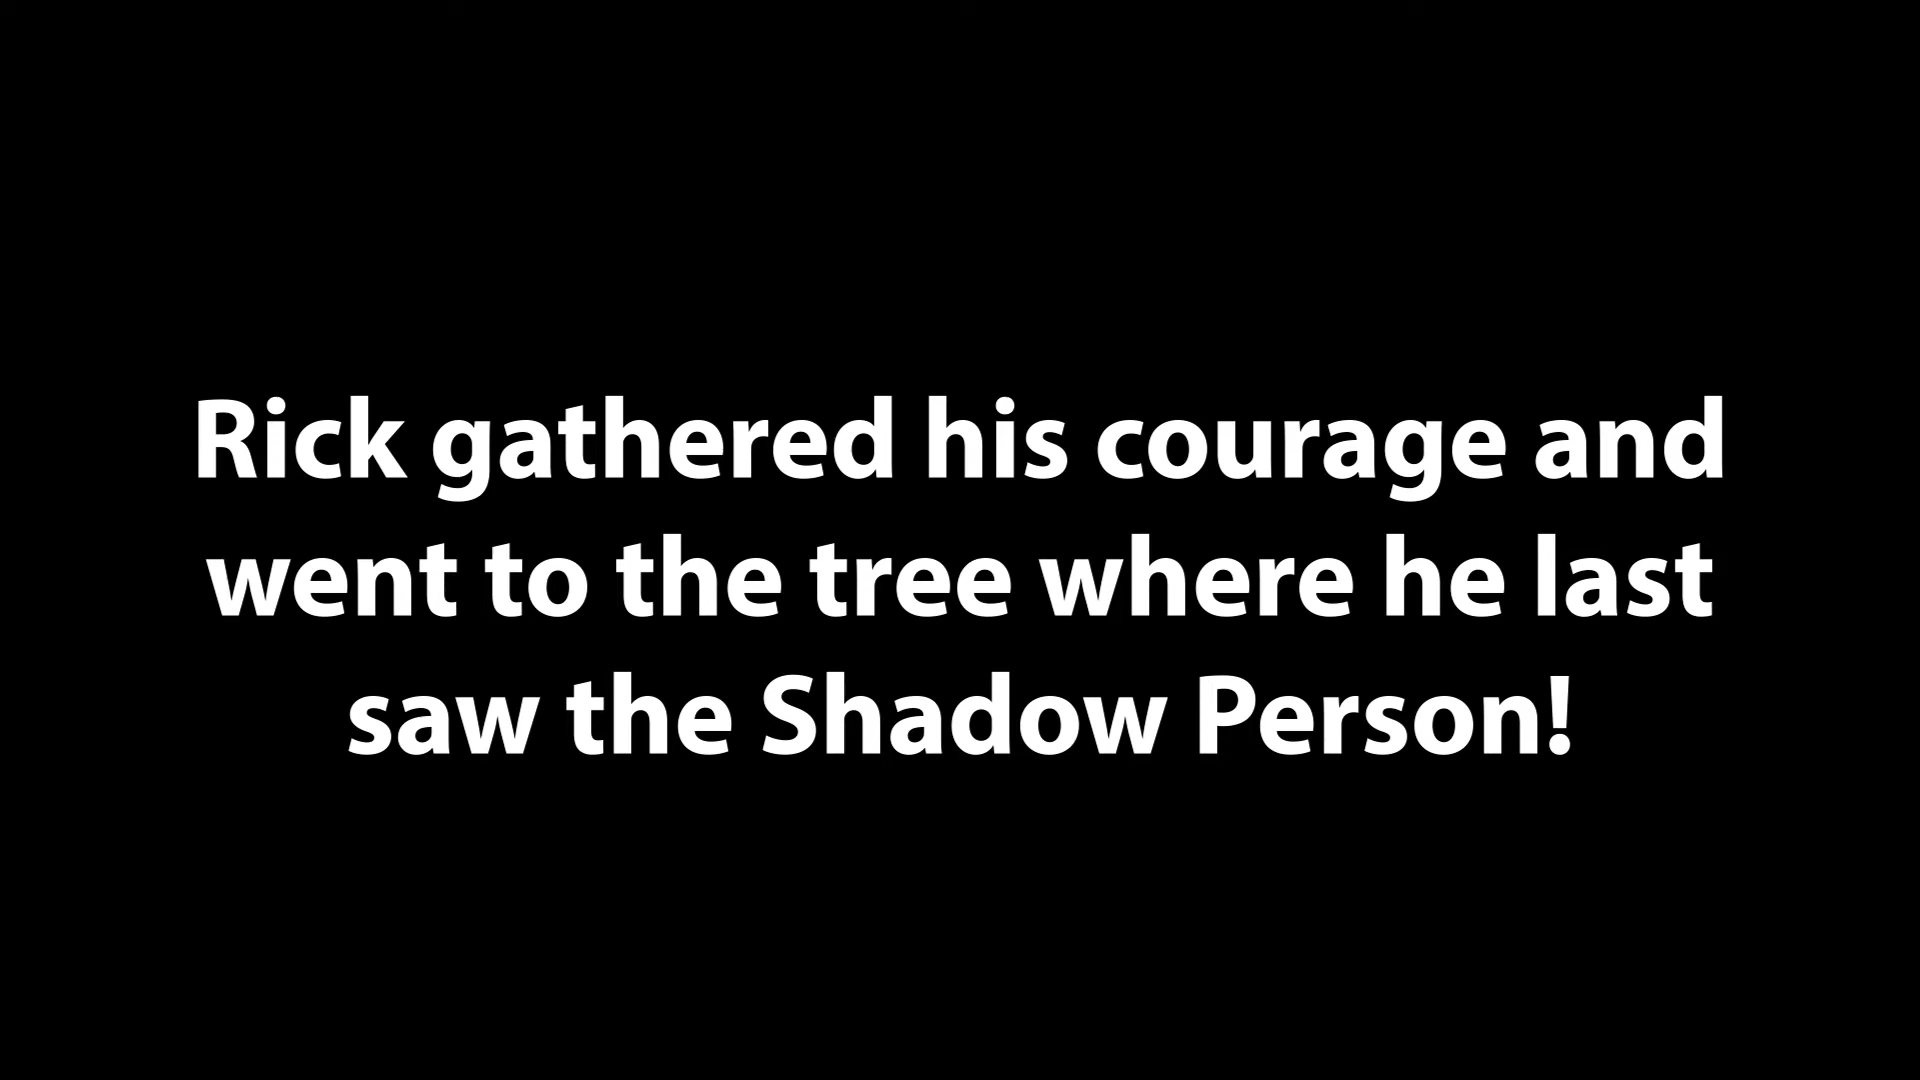 Rick gathered his courage and
went to the tree where he last
saw the Shadow Person!